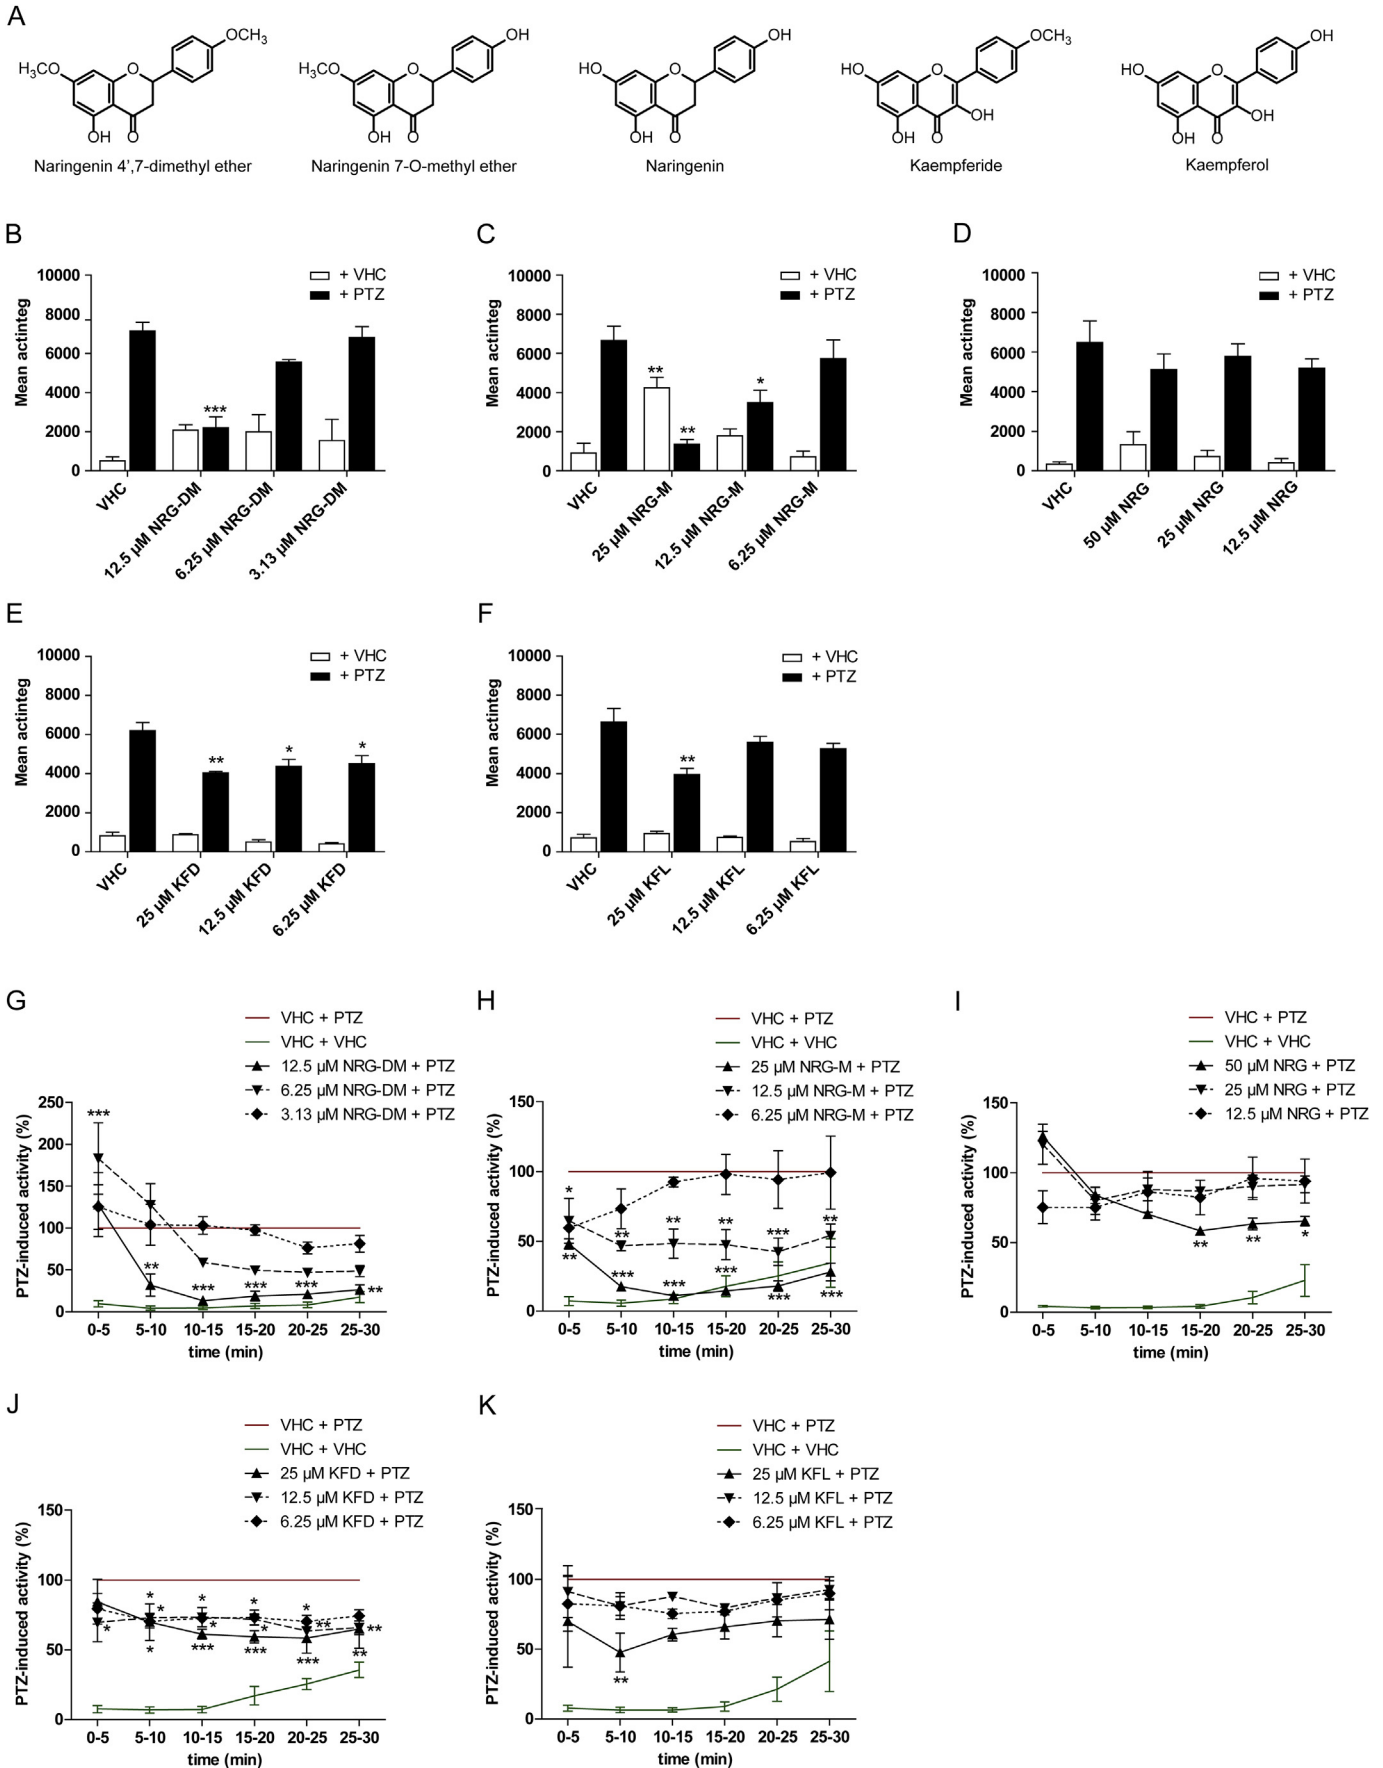 A
OCH3
H3CO
O
OH
O
Naringenin 4',7-dimethyl ether
OH
H3CO
O
OH
O
Naringenin 7-O-methyl ether
OH
HO
O
OH
O
Naringenin
OCH3
HO
O
OH
OH
O
Kaempferide
OH
HO
O
OH
OH
O
Kaempferol
B
Mean actinteg
10000
8000
6000
4000
2000
0
+ VHC
+ PTZ
***
VHC
12.5 µM NRG-DM
6.25 µM NRG-DM
3.13 µM NRG-DM
C
Mean actinteg
10000
8000
6000
4000
2000
0
+ VHC
+ PTZ
**
**
*
VHC
25 µM NRG-M
12.5 µM NRG-M
6.25 µM NRG-M
D
Mean actinteg
10000
8000
6000
4000
2000
0
+ VHC
+ PTZ
VHC
50 µM NRG
25 µM NRG
12.5 µM NRG
E
Mean actinteg
10000
8000
6000
4000
2000
0
+ VHC
+ PTZ
**
*
*
VHC
25 µM KFD
12.5 µM KFD
6.25 µM KFD
F
Mean actinteg
10000
8000
6000
4000
2000
0
+ VHC
+ PTZ
**
VHC
25 µM KFL
12.5 µM KFL
6.25 µM KFL
G
VHC + PTZ
VHC + VHC
12.5 µM NRG-DM + PTZ
6.25 µM NRG-DM + PTZ
3.13 µM NRG-DM + PTZ
PTZ-induced activity (%)
250
200
150
100
50
0
***
**
***
***
***
**
0-5 5-10 10-15 15-20 20-25 25-30
time (min)
H
VHC + PTZ
VHC + VHC
25 µM NRG-M + PTZ
12.5 µM NRG-M + PTZ
6.25 µM NRG-M + PTZ
PTZ-induced activity (%)
150
100
50
0
*
**
**
***
**
***
**
***
***
***
**
***
0-5 5-10 10-15 15-20 20-25 25-30
time (min)
I
VHC + PTZ
VHC + VHC
50 µM NRG + PTZ
25 µM NRG + PTZ
12.5 µM NRG + PTZ
PTZ-induced activity (%)
150
100
50
0
**
**
*
0-5 5-10 10-15 15-20 20-25 25-30
time (min)
J
VHC + PTZ
VHC + VHC
25 µM KFD + PTZ
12.5 µM KFD + PTZ
6.25 µM KFD + PTZ
PTZ-induced activity (%)
150
100
50
0
*
*
*
*
*
*
***
*
*
***
*
**
***
**
**
0-5 5-10 10-15 15-20 20-25 25-30
time (min)
K
VHC + PTZ
VHC + VHC
25 µM KFL + PTZ
12.5 µM KFL + PTZ
6.25 µM KFL + PTZ
PTZ-induced activity (%)
150
100
50
0
**
0-5 5-10 10-15 15-20 20-25 25-30
time (min)